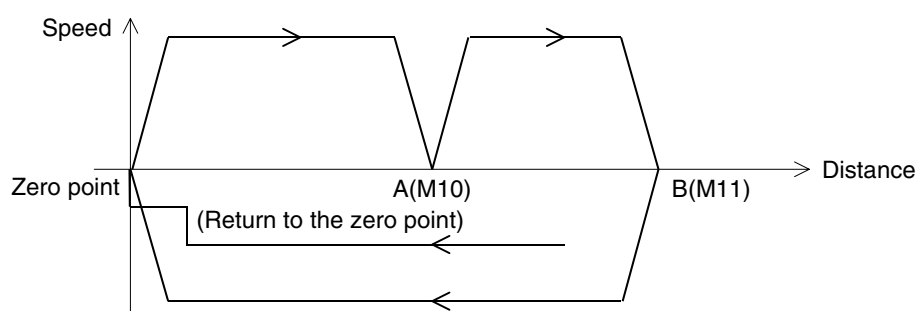 Speed
Distance
Zero point
A(M10)
B(M11)
(Return to the zero point)